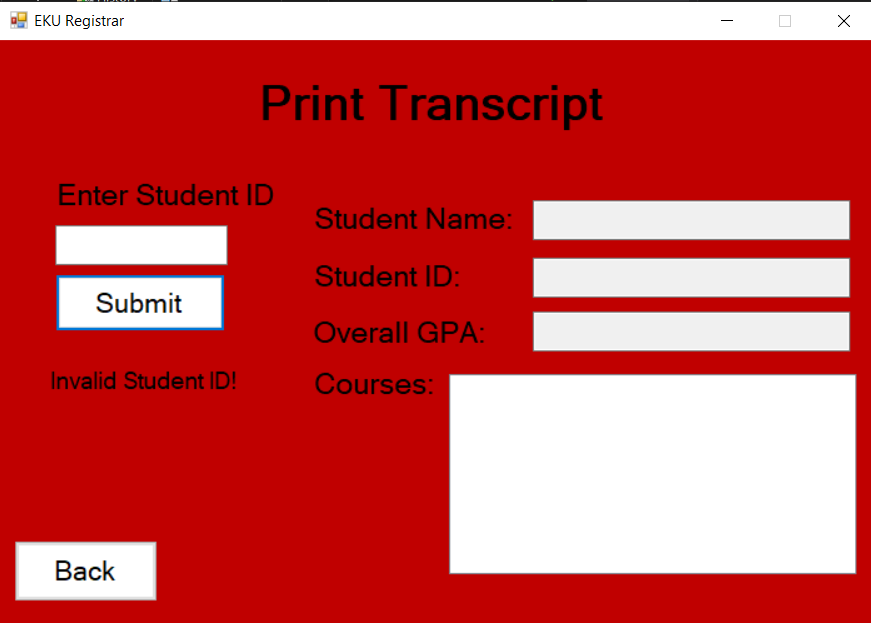 EKU Registrar
Print Transcript
Enter Student ID
Submit
Invalid Student ID!
Student Name:
Student ID:
Overall GPA:
Courses:
Back